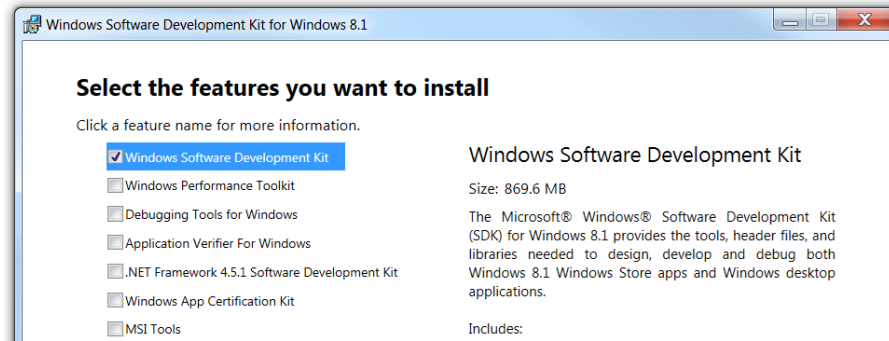 Windows Software Development Kit for Windows 8.1
Select the features you want to install
Click a feature name for more information.
Windows Software Development Kit
Windows Performance Toolkit
Debugging Tools for Windows
Application Verifier For Windows
.NET Framework 4.5.1 Software Development Kit
Windows App Certification Kit
MSI Tools
Windows Software Development Kit
Size: 869.6 MB
The Microsoft® Windows® Software Development Kit
(SDK) for Windows 8.1 provides the tools, header files, and
libraries needed to design, develop and debug both
Windows 8.1 Windows Store apps and Windows desktop
applications.
Includes: